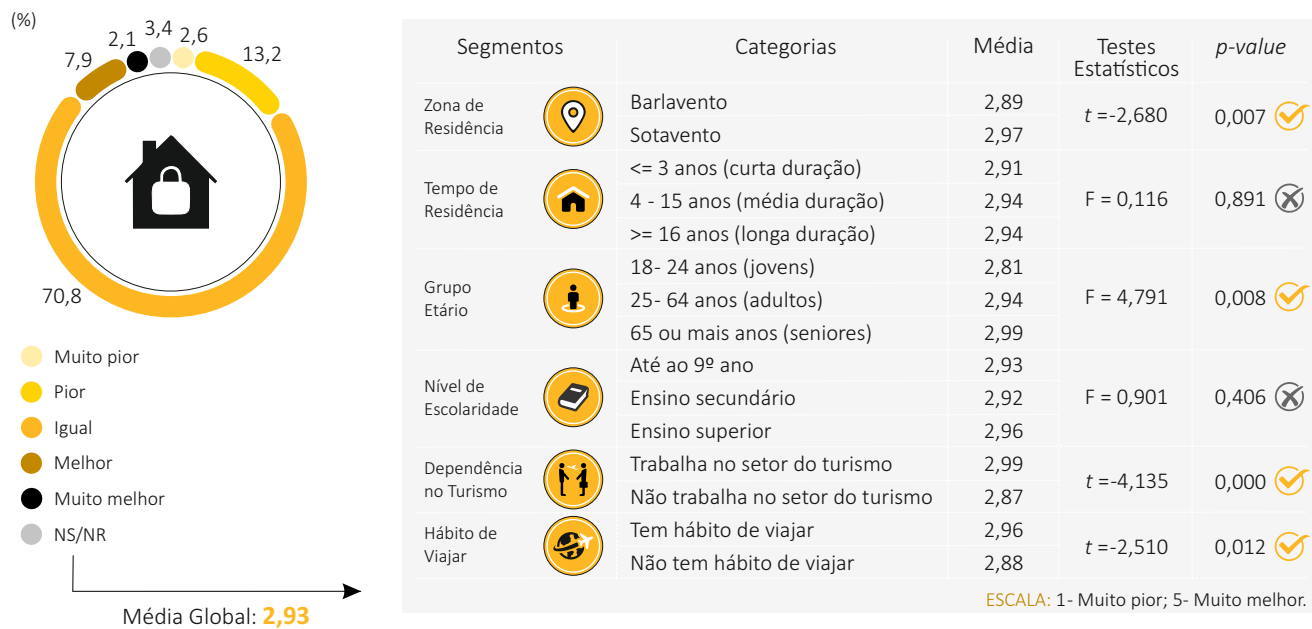 (%)
2,1
3,4
2,6
7,9
13,2
70,8
Muito pior
Pior
Igual
Melhor
Muito melhor
NS/NR
Média Global: 2,93
Segmentos Categorias Média Testes Estatísticos p-value
Zona de
Residência
Barlavento 2,89
Sotavento 2,97
t =-2,680 0,007
Tempo de
Residência
<= 3 anos (curta duração) 2,91
4 - 15 anos (média duração) 2,94
>= 16 anos (longa duração) 2,94
F = 0,116 0,891
Grupo
Etário
18- 24 anos (jovens) 2,81
25- 64 anos (adultos) 2,94
65 ou mais anos (seniores) 2,99
F = 4,791 0,008
Nível de
Escolaridade
Até ao 9º ano 2,93
Ensino secundário 2,92
Ensino superior 2,96
F = 0,901 0,406
Dependência
no Turismo
Trabalha no setor do turismo 2,99
Não trabalha no setor do turismo 2,87
t =-4,135 0,000
Hábito de
Viajar
Tem hábito de viajar 2,96
Não tem hábito de viajar 2,88
t =-2,510 0,012
ESCALA: 1- Muito pior; 5- Muito melhor.